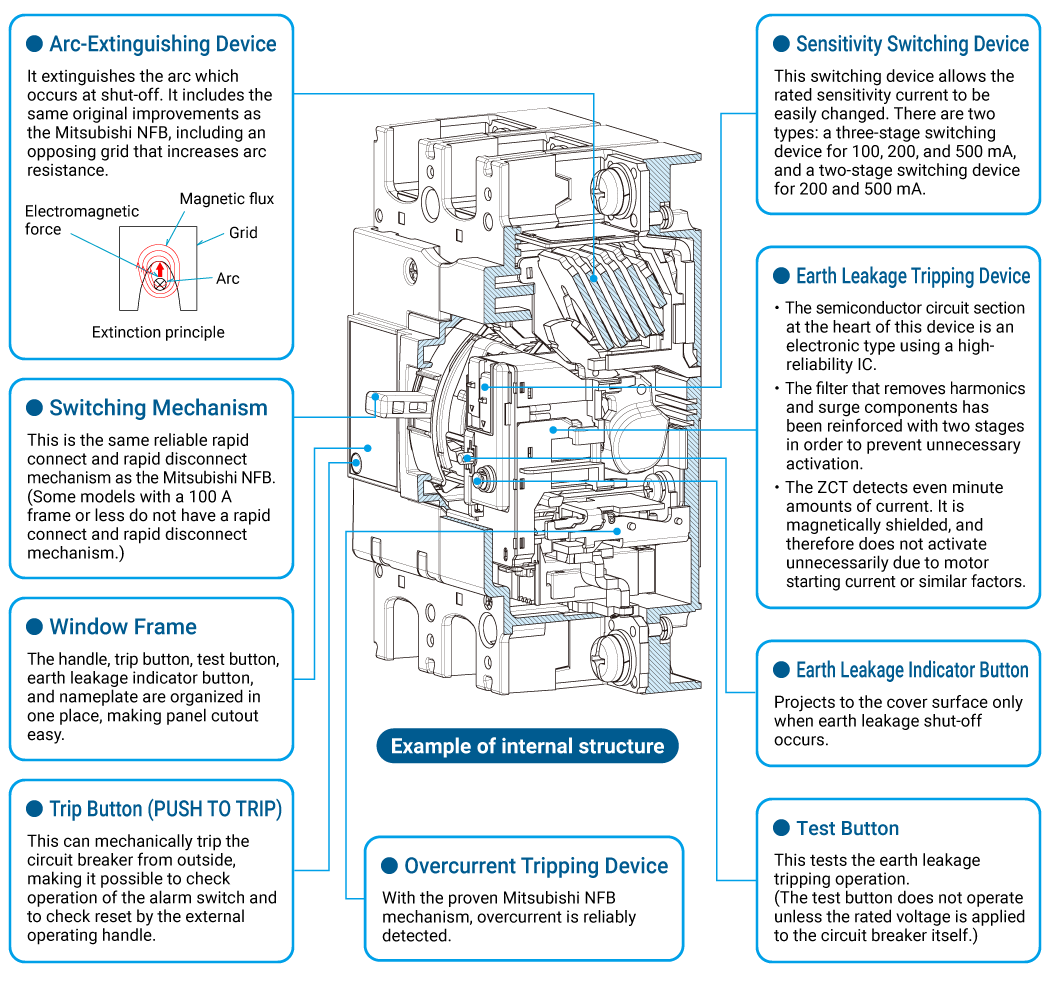 Arc-Extinguishing Device
It extinguishes the arc which
occurs at shut-off. It includes the
same original improvements as
the Mitsubishi NFB, including an
opposing grid that increases arc
resistance.
Magnetic flux
Electromagnetic
force
Grid
Arc
Extinction principle
Switching Mechanism
This is the same reliable rapid
connect and rapid disconnect
mechanism as the Mitsubishi NFB.
(Some models with a 100 A
frame or less do not have a rapid
connect and rapid disconnect
mechanism.)
Window Frame
The handle, trip button, test button,
earth leakage indicator button,
and nameplate are organized in
one place, making panel cutout
easy.
Trip Button (PUSH TO TRIP)
This can mechanically trip the
circuit breaker from outside,
making it possible to check
operation of the alarm switch and
to check reset by the external
operating handle.
Example of internal structure
Overcurrent Tripping Device
With the proven Mitsubishi NFB
mechanism, overcurrent is reliably
detected.
Sensitivity Switching Device
This switching device allows the
rated sensitivity current to be
easily changed. There are two
types: a three-stage switching
device for 100, 200, and 500 mA,
and a two-stage switching device
for 200 and 500 mA.
Earth Leakage Tripping Device
・The semiconductor circuit section
at the heart of this device is an
electronic type using a high-
reliability IC.
・The filter that removes harmonics
and surge components has
been reinforced with two stages
in order to prevent unnecessary
activation.
・The ZCT detects even minute
amounts of current. It is
magnetically shielded, and
therefore does not activate
unnecessarily due to motor
starting current or similar factors.
Earth Leakage Indicator Button
Projects to the cover surface only
when earth leakage shut-off
occurs.
Test Button
This tests the earth leakage
tripping operation.
(The test button does not operate
unless the rated voltage is applied
to the circuit breaker itself.)